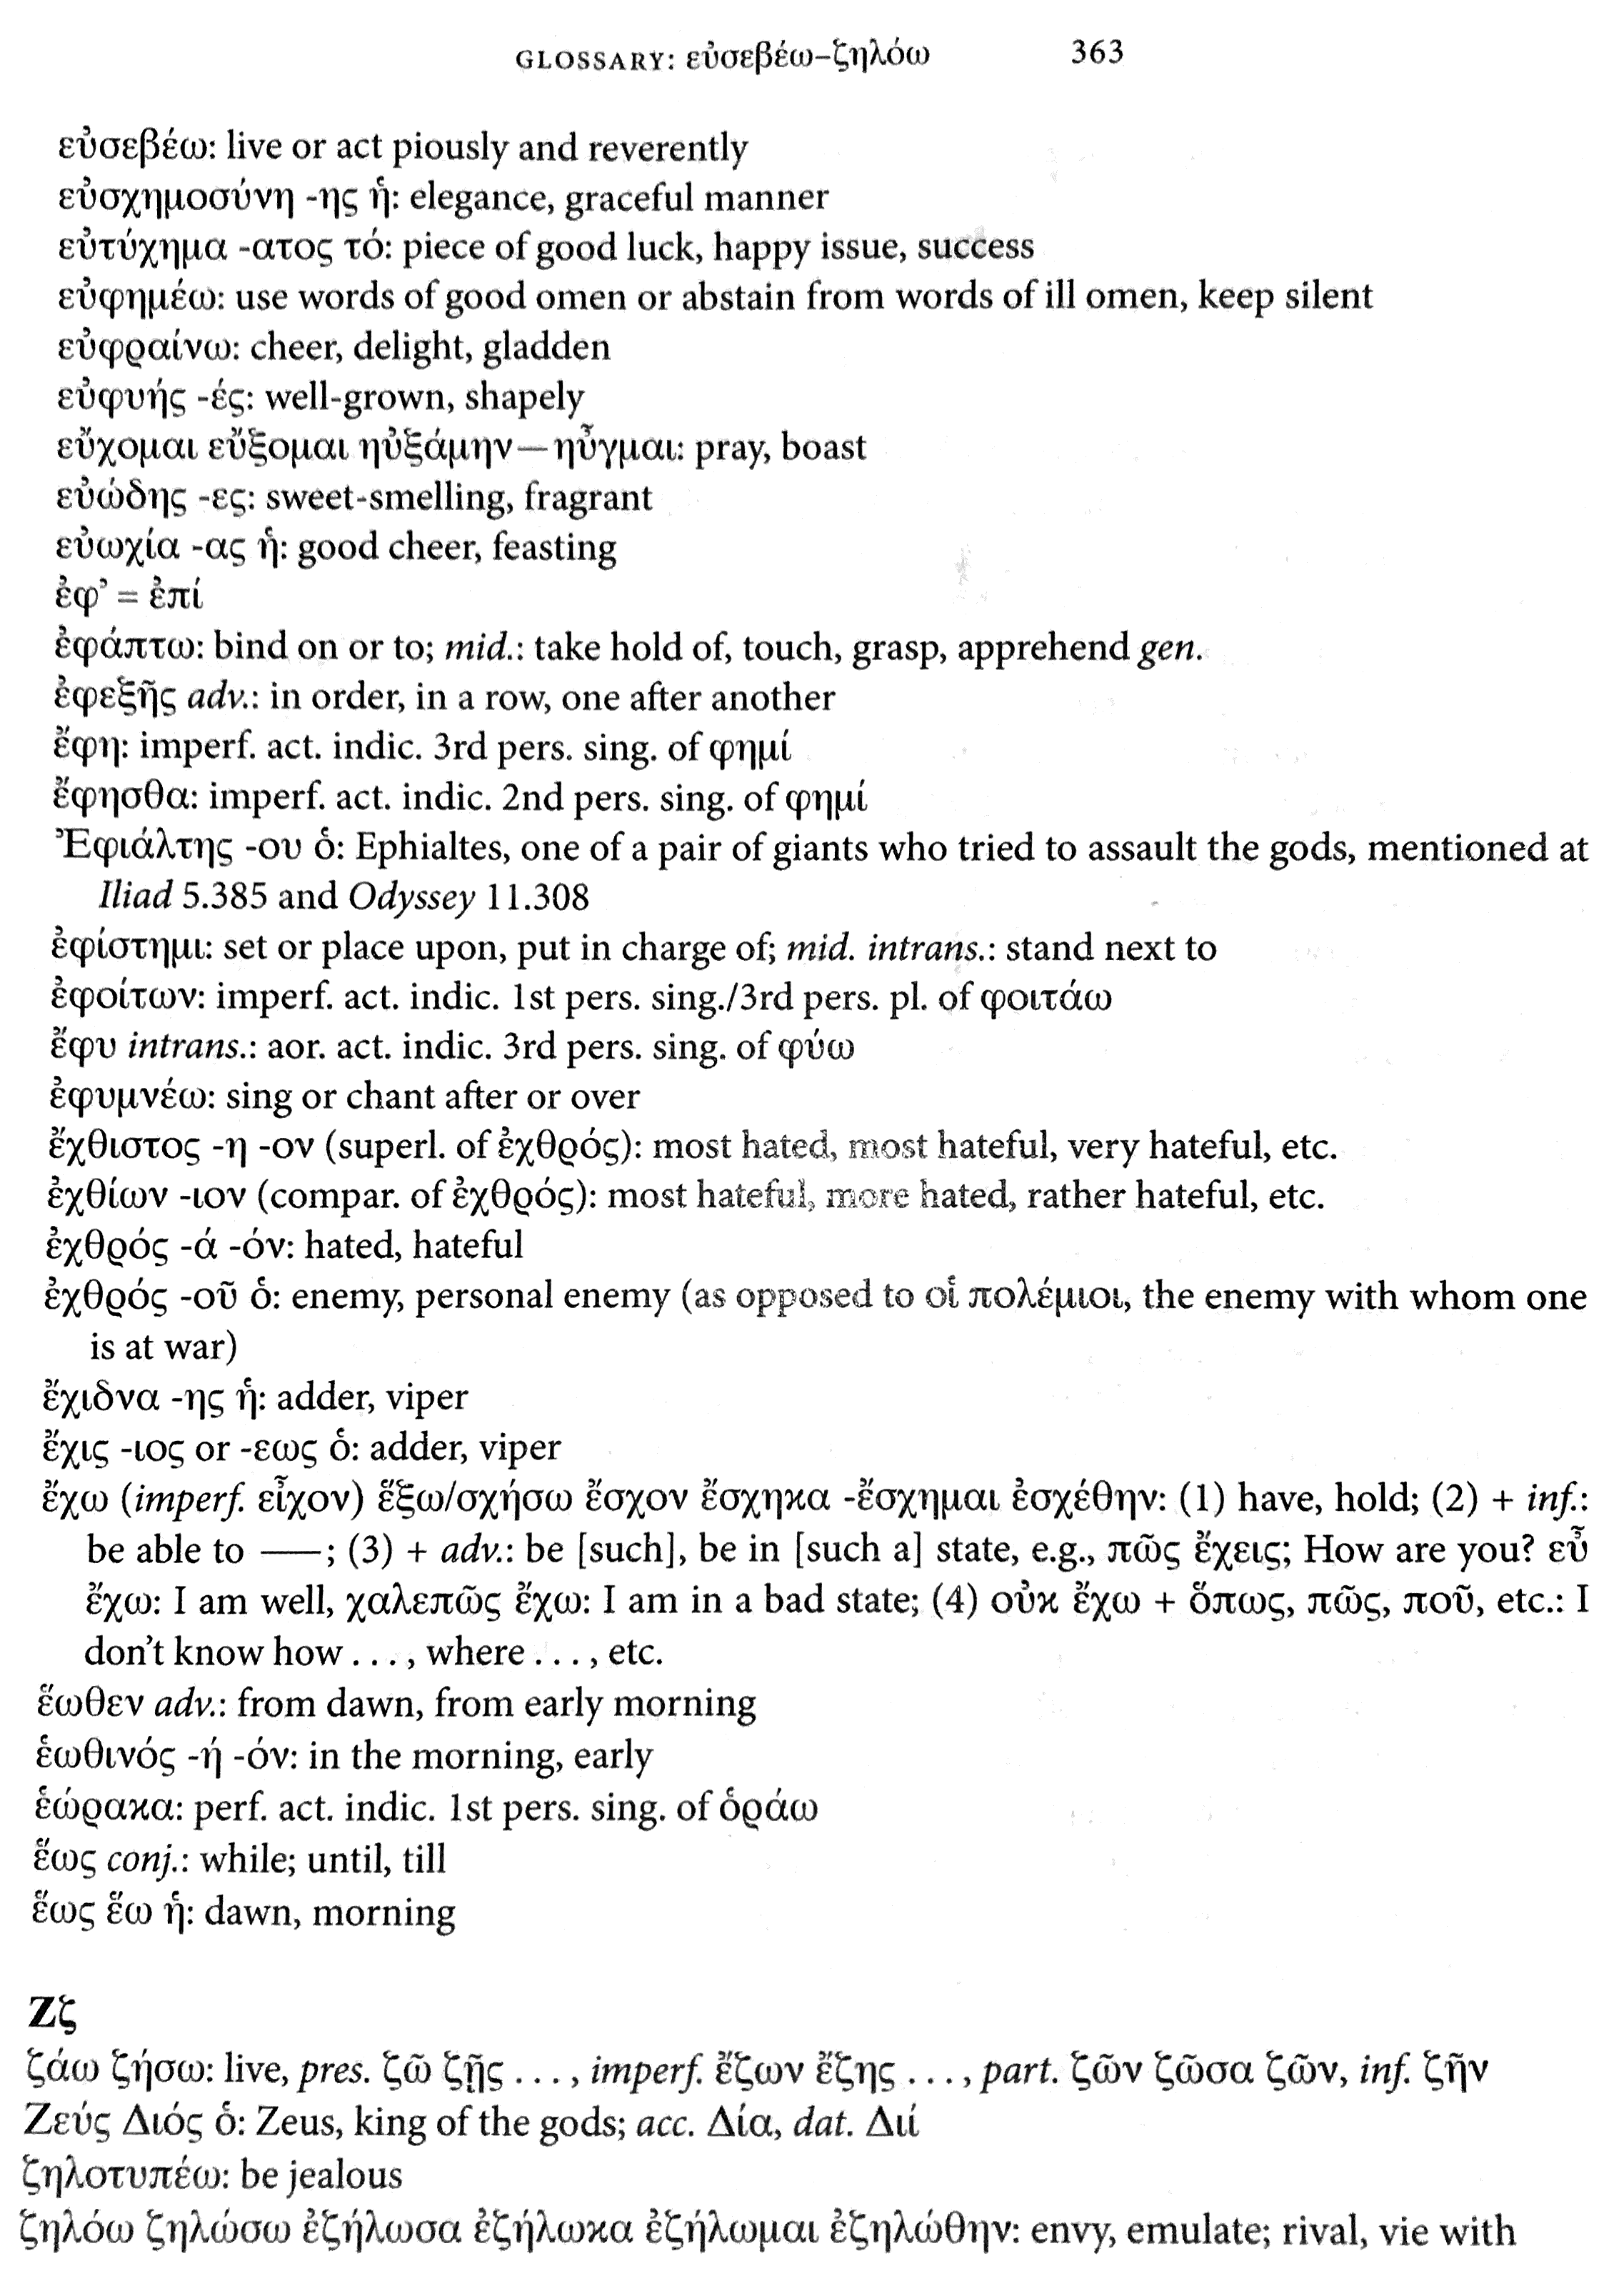 GLOSSARY: εὐσεβέω–ζηλόω 363
εὐσεβέω: live or act piously and reverently
εὐσχημοσύνη -ης ἡ: elegance, graceful manner
εὐτύχημα -ατος τό: piece of good luck, happy issue, success
εὐφημέω: use words of good omen or abstain from words of ill omen, keep silent
εὐφραίνω: cheer, delight, gladden
εὐφυής -ές: well-grown, shapely
εὔχομαι εὔξομαι ηὐξάμην—ηὖγμαι: pray, boast
εὐώδης -ες: sweet-smelling, fragrant
εὐωχία -ας ἡ: good cheer, feasting
ἐφ’ = ἐπί
ἐφάπτω: bind on or to; mid.: take hold of, touch, grasp, apprehend gen.
ἐφεξῆς adv.: in order, in a row, one after another
ἔφη: imperf. act. indic. 3rd pers. sing. of φημί
ἔφησθα: imperf. act. indic. 2nd pers. sing. of φημί
Ἐφιάλτης -ου ὁ: Ephialtes, one of a pair of giants who tried to assault the gods, mentioned at
Iliad 5.385 and Odyssey 11.308
ἐφίστημι: set or place upon, put in charge of; mid. intrans.: stand next to
ἐφοίτων: imperf. act. indic. 1st pers. sing./3rd pers. pl. of φοιτάω
ἔφυ intrans.: aor. act. indic. 3rd pers. sing. of φύω
ἐφυμνέω: sing or chant after or over
ἔχθιστος -η -ον (superl. of ἐχθρός): most hated, most hateful, very hateful, etc.
ἐχθίων -ιον (compar. of ἐχθρός): most hateful, more hated, rather hateful, etc.
ἐχθρός -ά -όν: hated, hateful
ἐχθρός -οῦ ὁ: enemy, personal enemy (as opposed to οἱ πολέμιοι, the enemy with whom one
is at war)
ἔχιδνα -ης ἡ: adder, viper
ἔχις -ιος or -εως ὁ: adder, viper
ἔχω (imperf. εἶχον) ἕξω/σχήσω ἔσχον ἔσχηκα -ἔσχημαι ἐσχέθην: (1) have, hold; (2) + inf.:
be able to ——; (3) + adv.: be [such], be in [such a] state, e.g., πῶς ἔχεις; How are you? εὖ
ἔχω: I am well, χαλεπῶς ἔχω: I am in a bad state; (4) οὐκ ἔχω + ὅπως, πῶς, ποῦ, etc.: I
don’t know how . . . , where . . . , etc.
ἕωθεν adv.: from dawn, from early morning
ἑωθινός -ή -όν: in the morning, early
ἑώρακα: perf. act. indic. 1st pers. sing. of ὁράω
ἕως conj.: while; until, till
ἕως ἕω ἡ: dawn, morning
Ζζ
ζάω ζήσω: live, pres. ζῶ ζῇς . . . , imperf. ἔζων ἔζης . . . , part. ζῶν ζῶσα ζῶν, inf. ζῆν
Ζεύς Διός ὁ: Zeus, king of the gods; acc. Δία, dat. Διί
ζηλοτυπέω: be jealous
ζηλόω ζηλώσω ἐζήλωσα ἐζήλωκα ἐζήλωμαι ἐζηλώθην: envy, emulate; rival, vie with